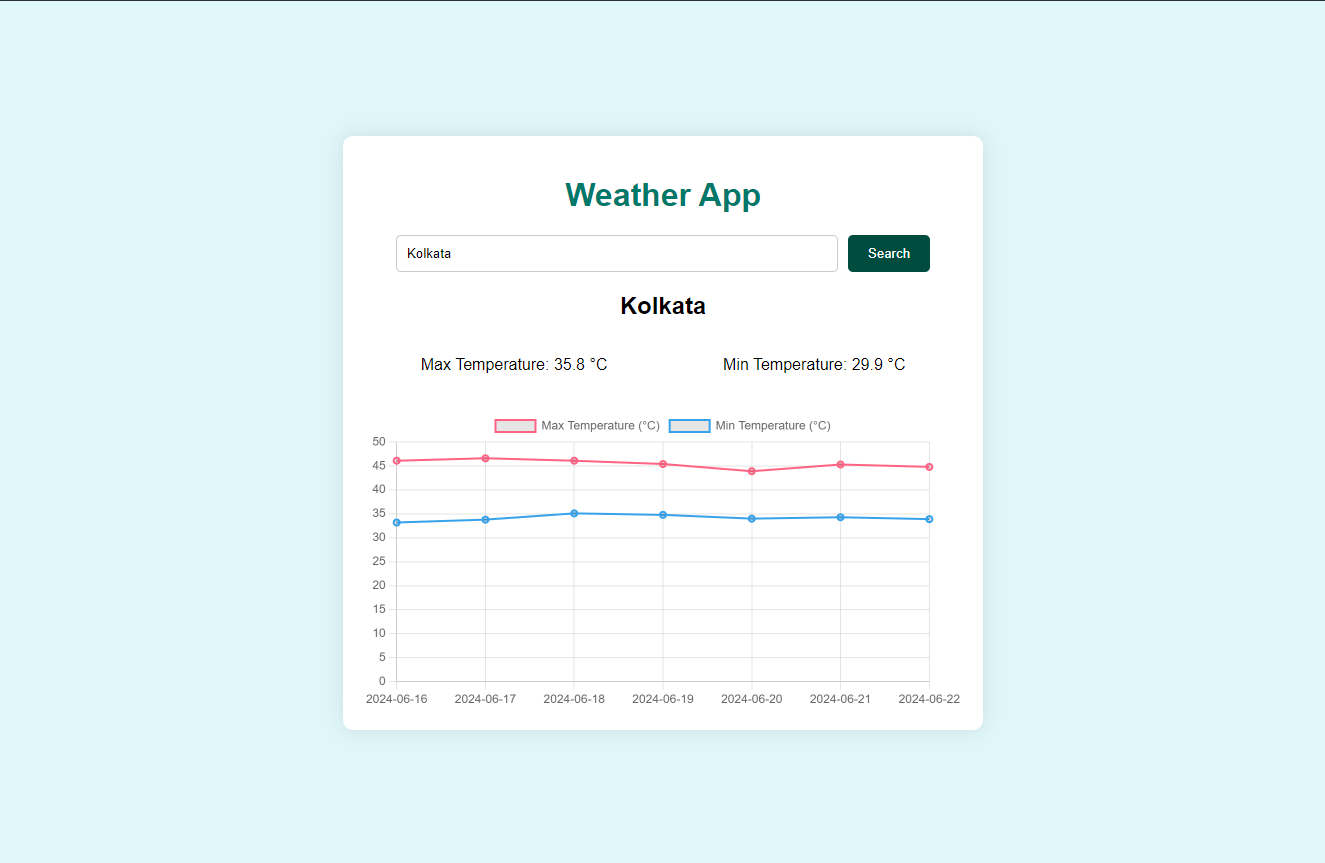 Weather App
Kolkata
Search
Kolkata
Max Temperature: 35.8 °C
Min Temperature: 29.9 °C
Max Temperature (°C) Min Temperature (°C)
50
45
40
35
30
25
20
15
10
5
0
2024-06-16 2024-06-17 2024-06-18 2024-06-19 2024-06-20 2024-06-21 2024-06-22